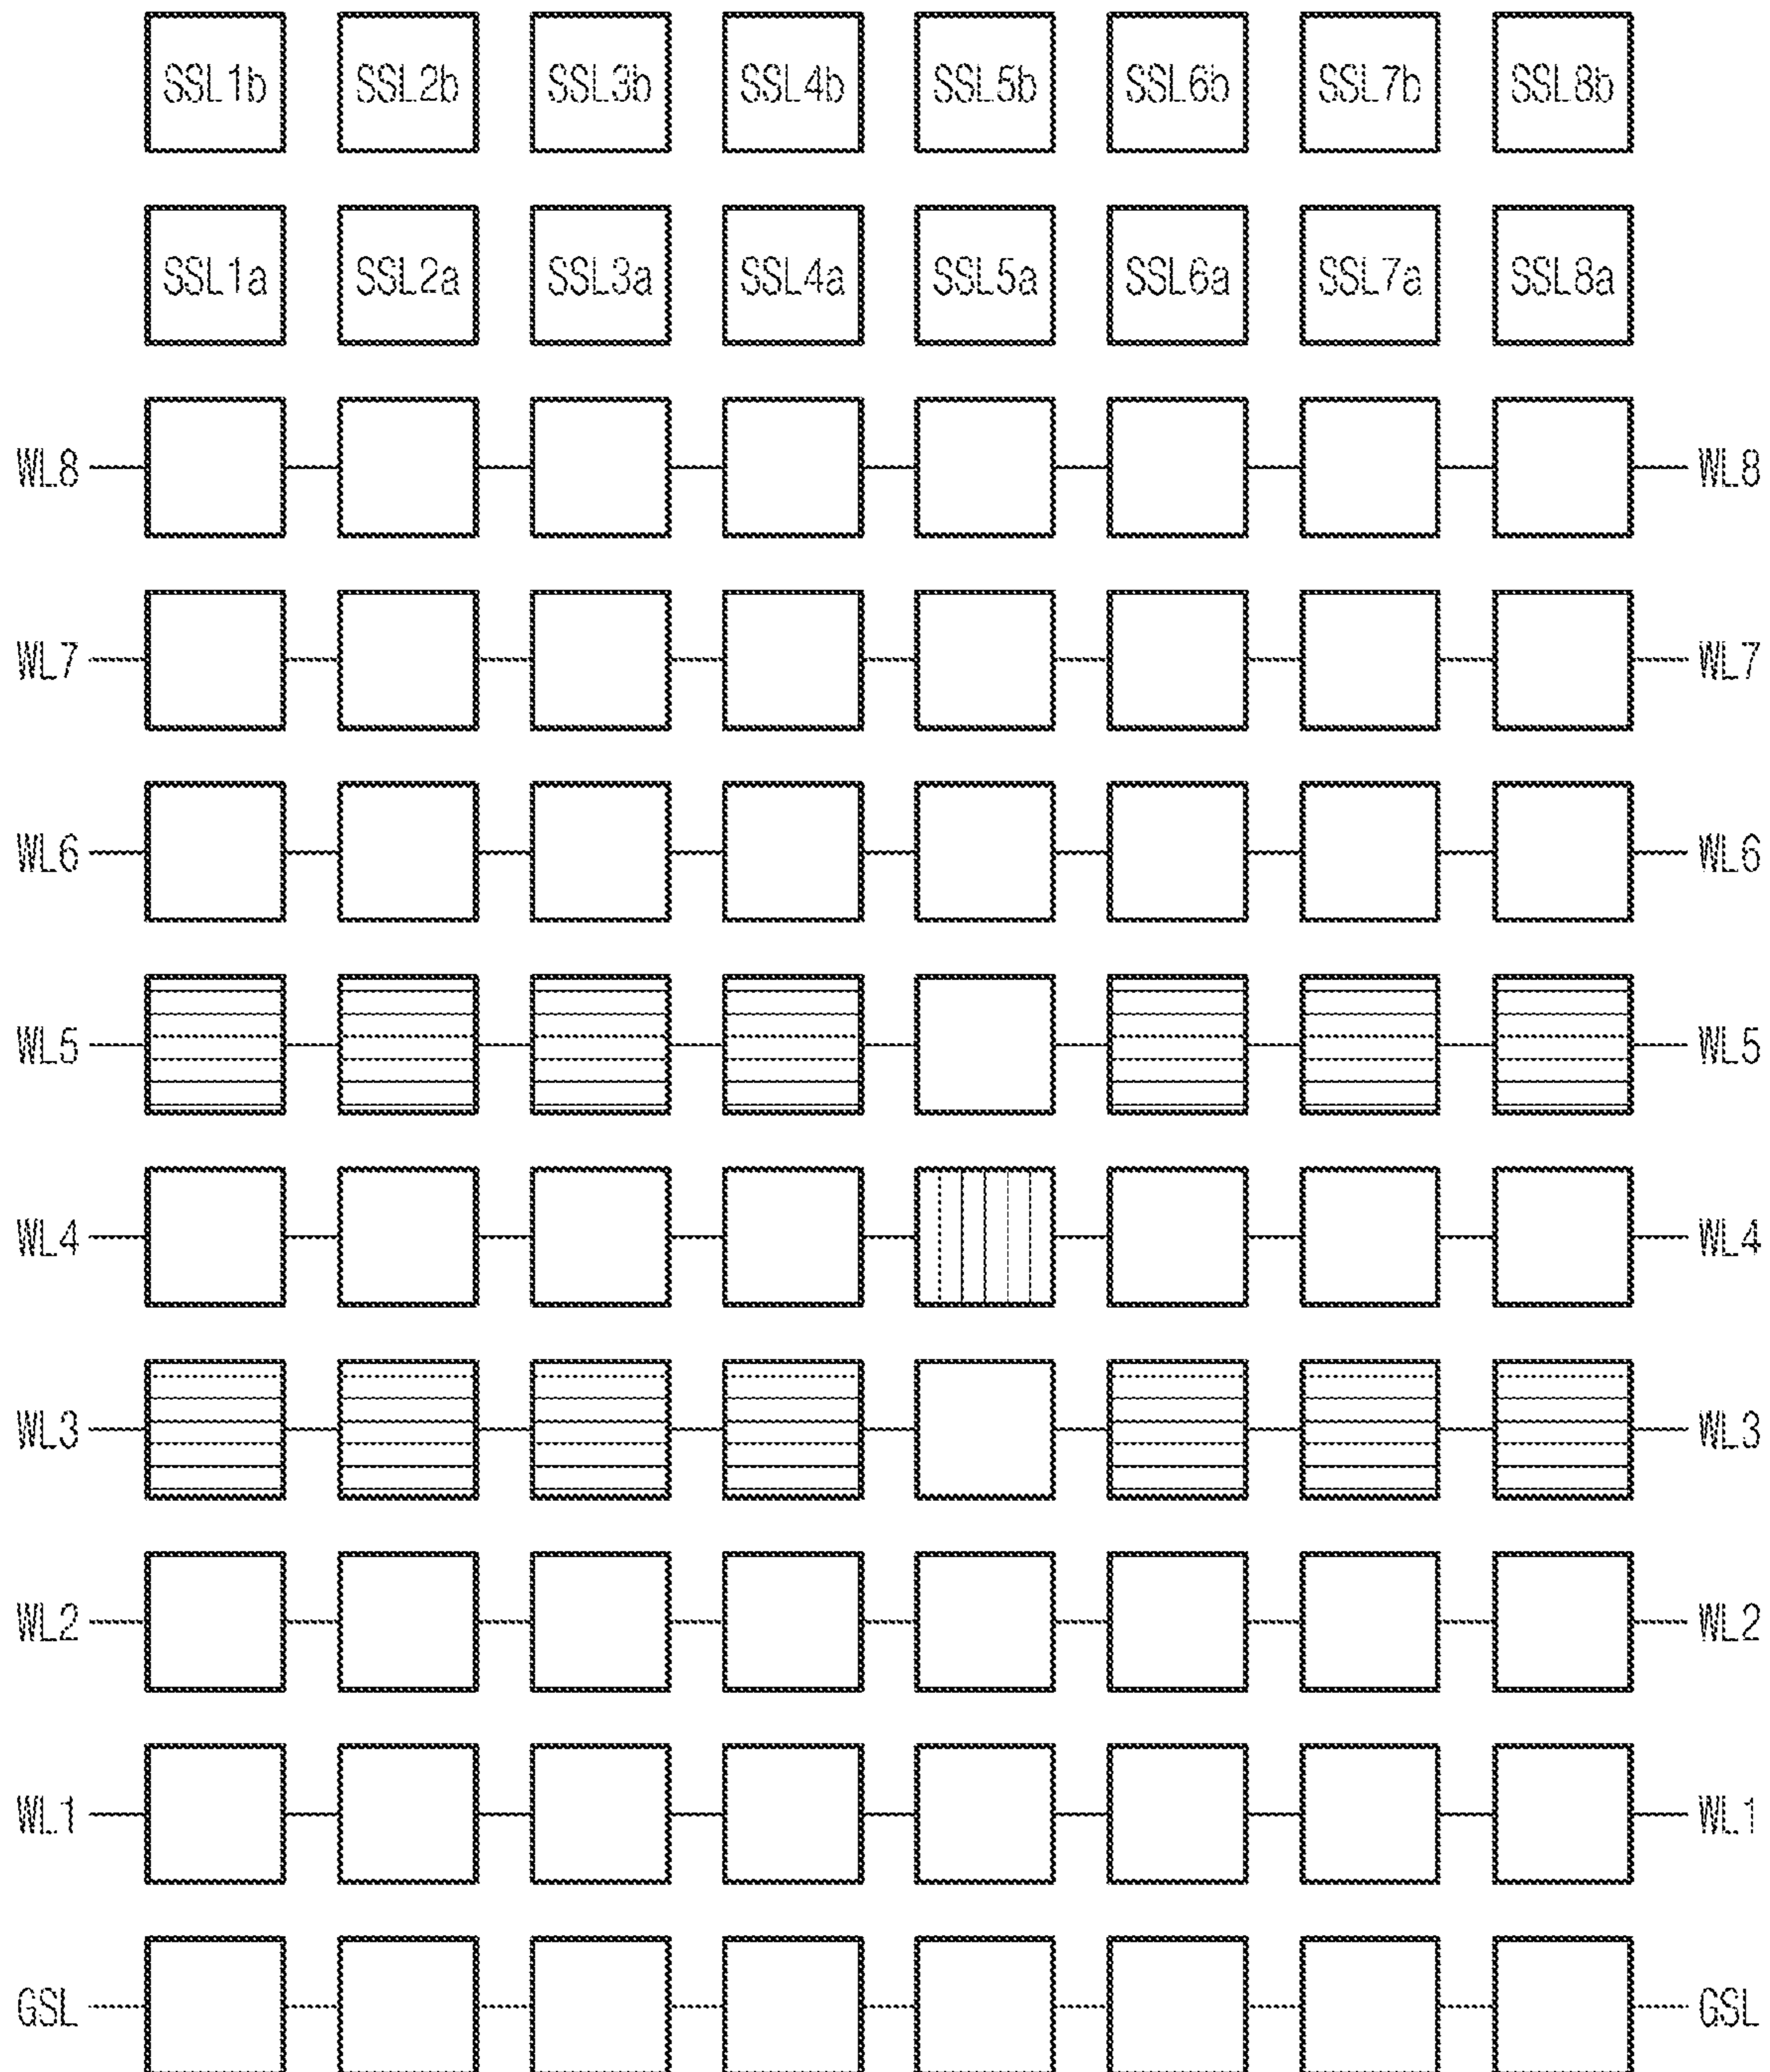 SSL1b SSL2b SSL3b SSL4b SSL5b SSL6b SSL7b SSL8b
SSL1a SSL2a SSL3a SSL4a SSL5a SSL6a SSL7a SSL8a
WL8 WL8
WL7 WL7
WL6 WL6
WL5 WL5
WL4 WL4
WL3 WL3
WL2 WL2
WL1 WL1
GSL GSL